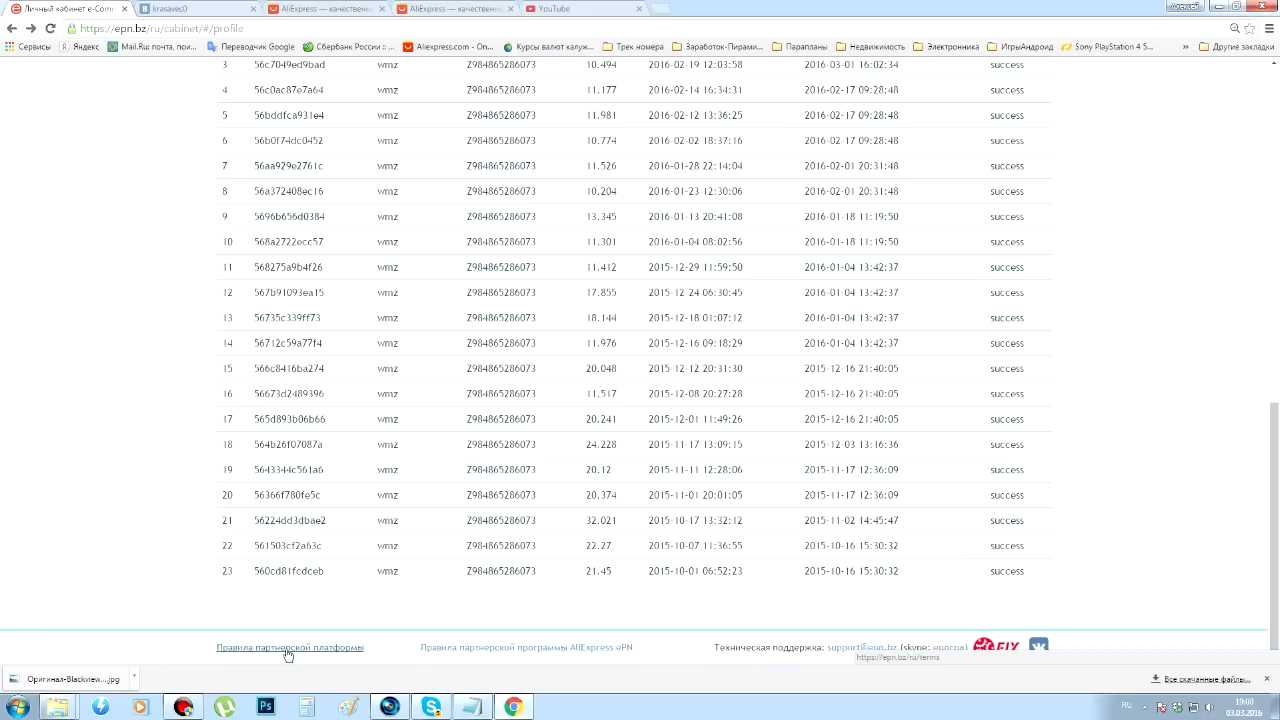 Личный кабинет e-Com
krasavec0
AliExpress — качественн
AliExpress — качественн
YouTube
Алексей
https://epn.bz/ru/cabinet/#/profile
Сервисы
Яндекс
Mail.Ru: почта, пои...
Переводчик Google
Сбербанк России :...
Aliexpress.com - On...
Курсы валют калуж...
Трек номера
Заработок-Пирами...
Парапланы
Недвижимость
Электроника
ИгрыАндроид
Sony PlayStation 4 5...
»
Другие закладки
3 56c7049ed9bad wmz Z984865286073 10.494 2016-02-19 12:03:58 2016-03-01 16:02:34 success
4 56c0ac87e7a64 wmz Z984865286073 11.177 2016-02-14 16:34:31 2016-02-17 09:28:48 success
5 56bddfca931e4 wmz Z984865286073 11.981 2016-02-12 13:36:25 2016-02-17 09:28:48 success
6 56b0f74dc0452 wmz Z984865286073 10.774 2016-02-02 18:37:16 2016-02-17 09:28:48 success
7 56aa929e2761c wmz Z984865286073 11.526 2016-01-28 22:14:04 2016-02-01 20:31:48 success
8 56a372408ec16 wmz Z984865286073 10.204 2016-01-23 12:30:06 2016-02-01 20:31:48 success
9 5696b656d0384 wmz Z984865286073 13.345 2016-01-13 20:41:08 2016-01-18 11:19:50 success
10 568a2722ecc57 wmz Z984865286073 11.301 2016-01-04 08:02:56 2016-01-18 11:19:50 success
11 568275a9b4f26 wmz Z984865286073 11.412 2015-12-29 11:59:50 2016-01-04 13:42:37 success
12 567b91093ea15 wmz Z984865286073 17.855 2015-12-24 06:30:45 2016-01-04 13:42:37 success
13 56735c339ff73 wmz Z984865286073 18.144 2015-12-18 01:07:12 2016-01-04 13:42:37 success
14 56712c59a77f4 wmz Z984865286073 11.976 2015-12-16 09:18:29 2016-01-04 13:42:37 success
15 566c8416ba274 wmz Z984865286073 20.048 2015-12-12 20:31:30 2015-12-16 21:40:05 success
16 56673d2489396 wmz Z984865286073 11.517 2015-12-08 20:27:28 2015-12-16 21:40:05 success
17 565d893b06b66 wmz Z984865286073 20.241 2015-12-01 11:49:26 2015-12-16 21:40:05 success
18 564b26f07087a wmz Z984865286073 24.228 2015-11-17 13:09:15 2015-12-03 13:16:36 success
19 5643344c561a6 wmz Z984865286073 20.12 2015-11-11 12:28:06 2015-11-17 12:36:09 success
20 56366f780fe5c wmz Z984865286073 20.374 2015-11-01 20:01:05 2015-11-17 12:36:09 success
21 56224dd3dbae2 wmz Z984865286073 32.021 2015-10-17 13:32:12 2015-11-02 14:45:47 success
22 561503cf2a63c wmz Z984865286073 22.27 2015-10-07 11:36:55 2015-10-16 15:30:32 success
23 560cd81fcdceb wmz Z984865286073 21.45 2015-10-01 06:52:23 2015-10-16 15:30:32 success
Правила партнерской платформы Правила партнерской программы AliExpress ePN Техническая поддержка: support@epn.bz (skype: epncpa)
https://epn.bz/ru/terms
Оригинал-Blackview....jpg
Все скачанные файлы...
RU
19:00
03.03.2016